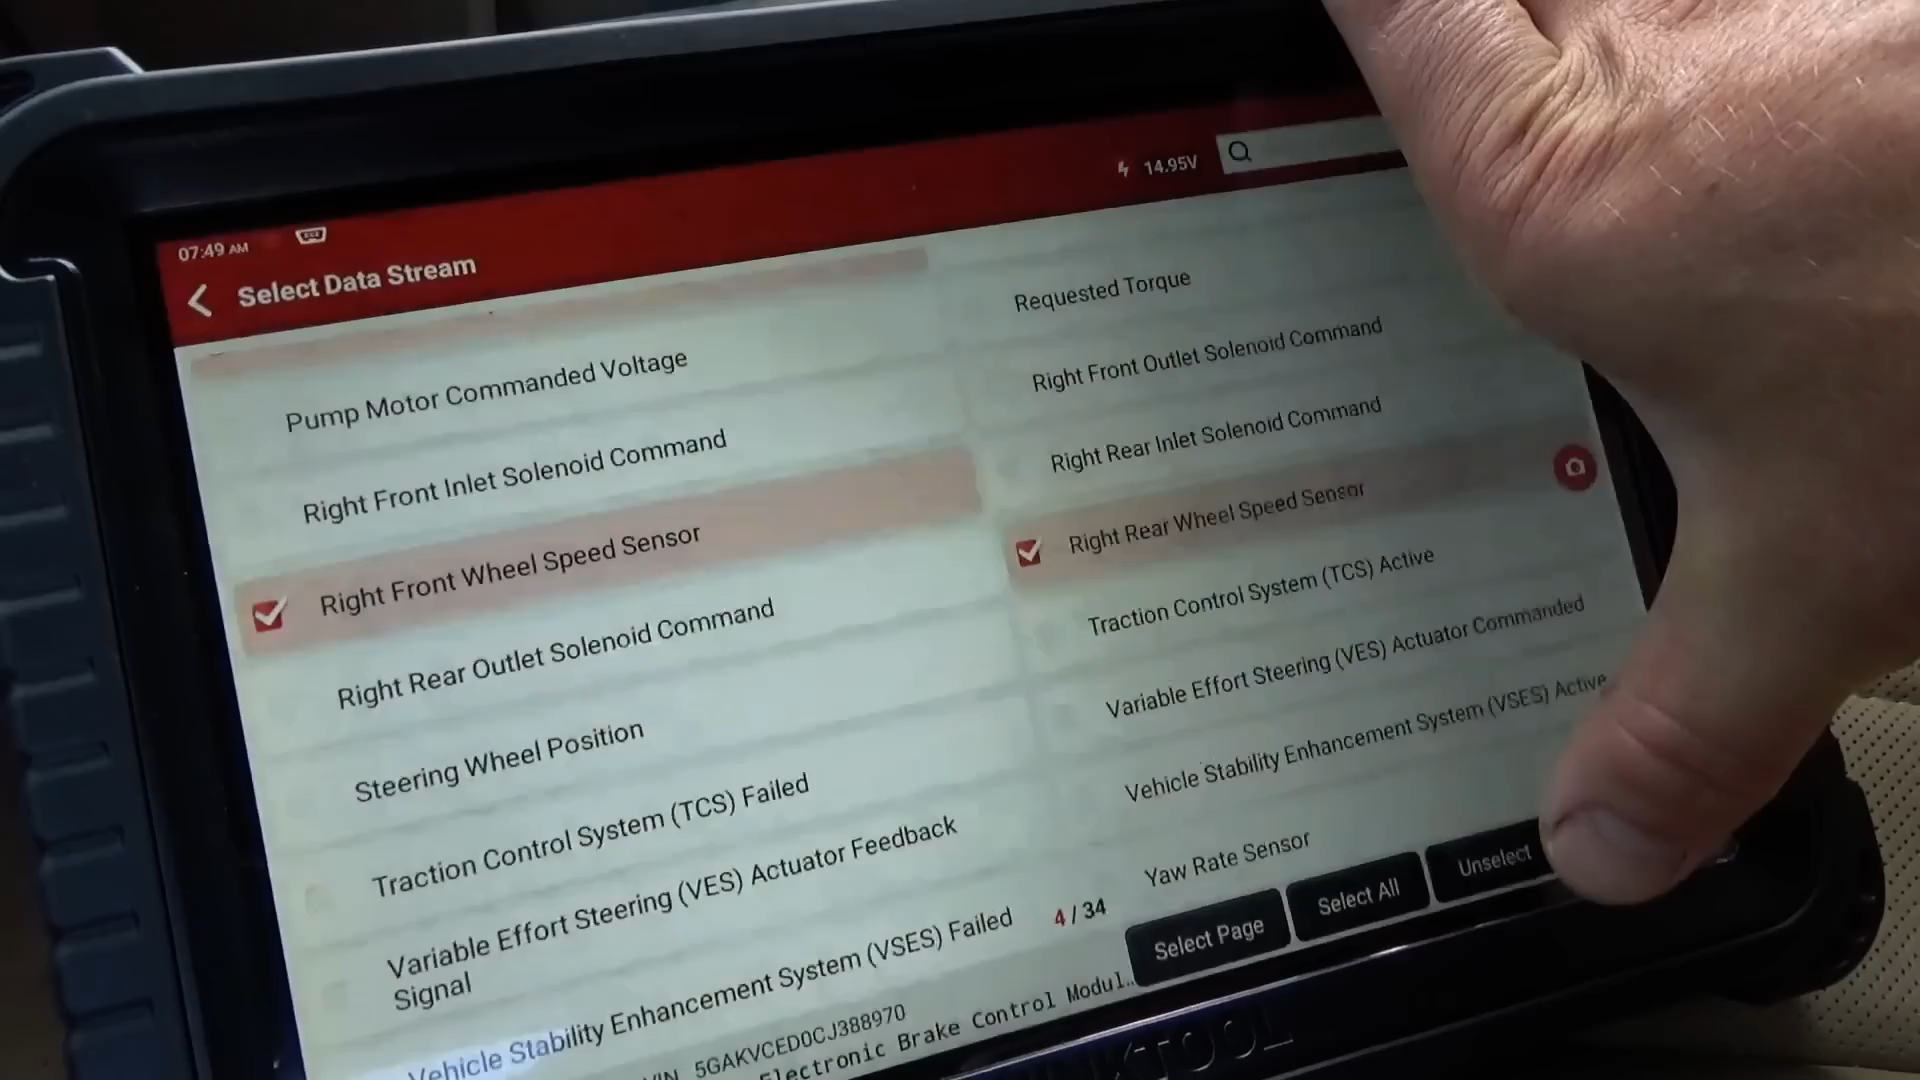 07:49 AM
14.95V
Select Data Stream
Pump Motor Commanded Voltage
Requested Torque
Right Front Inlet Solenoid Command
Right Front Outlet Solenoid Command
Right Front Wheel Speed Sensor
Right Rear Inlet Solenoid Command
Right Rear Outlet Solenoid Command
Right Rear Wheel Speed Sensor
Steering Wheel Position
Traction Control System (TCS) Active
Traction Control System (TCS) Failed
Variable Effort Steering (VES) Actuator Commanded
Variable Effort Steering (VES) Actuator Feedback
Signal
Vehicle Stability Enhancement System (VSES) Active
Vehicle Stability Enhancement System (VSES) Failed
Yaw Rate Sensor
4 / 34
Select Page
Select All
Unselect
VIN 5GAKVCED0CJ388970
Electronic Brake Control Modul...